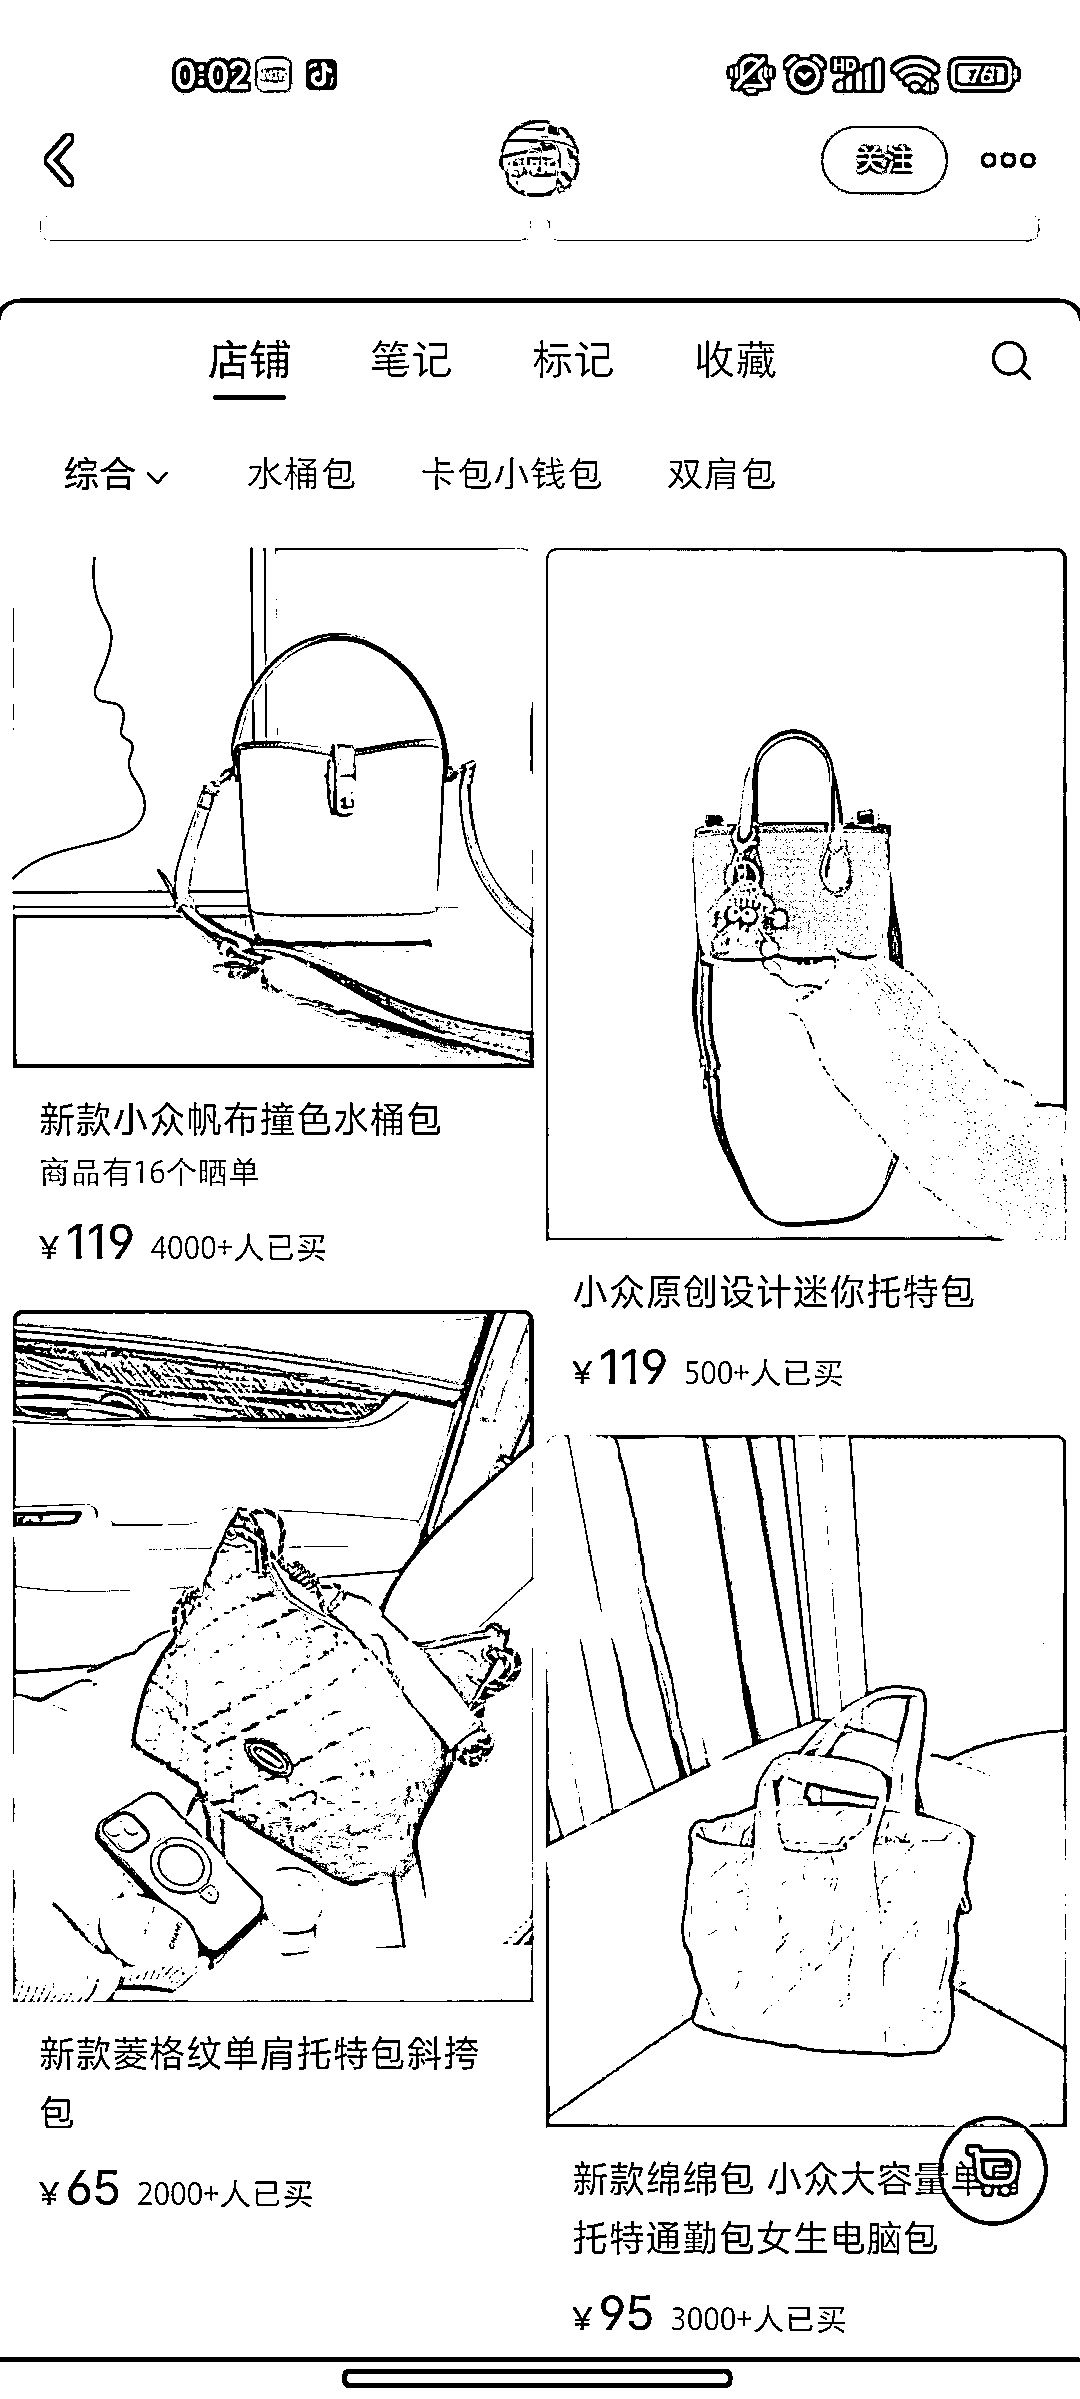 0:02
HD 76
关注
店铺 笔记 标记 收藏
综合 水桶包 卡包小钱包 双肩包
新款小众帆布撞色水桶包
商品有16个晒单
¥119 4000+人已买
小众原创设计迷你托特包
¥119 500+人已买
新款菱格纹单肩托特包斜挎
包
¥65 2000+人已买
新款绵绵包 小众大容量单
托特通勤包女生电脑包
¥95 3000+人已买